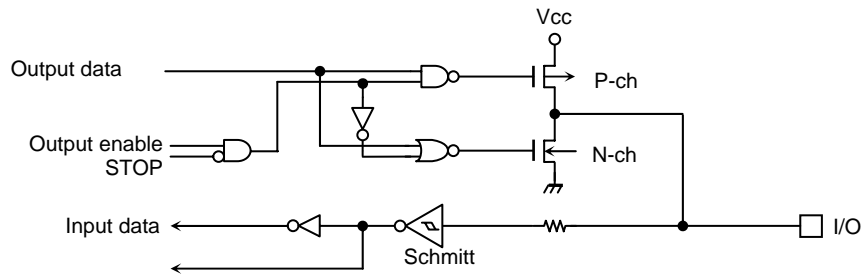 Vcc
Output data
P-ch
Output enable
STOP
N-ch
Input data
I/O
Schmitt